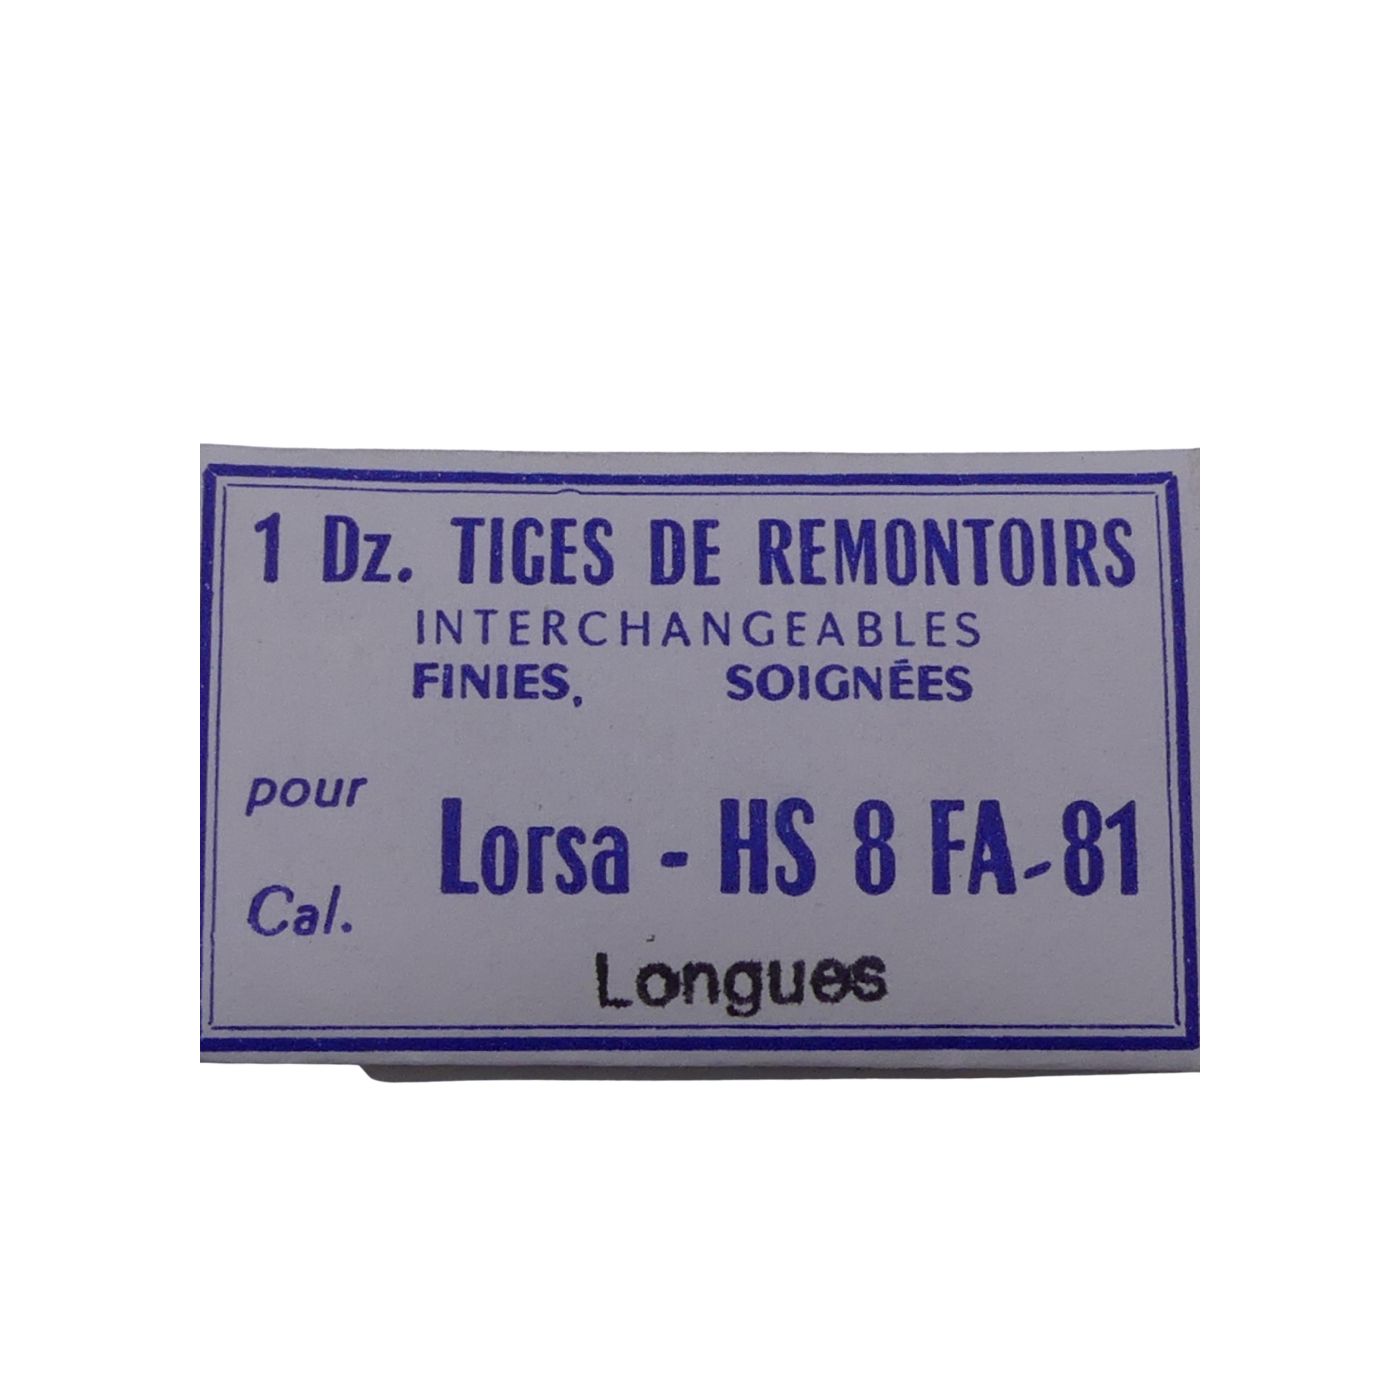 1 Dz. TIGES DE REMONTOIRS
INTERCHANGEABLES
FINIES, SOIGNÉES
pour
Lorsa - HS 8 FA-81
Cal.
Longues